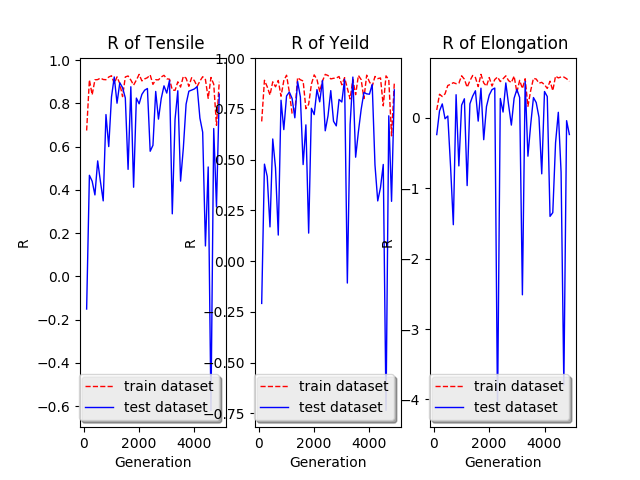 R of Tensile
R
1.0
0.8
0.6
0.4
0.2
0.0
−0.2
−0.4
−0.6
train dataset
test dataset
0
2000
4000
Generation
R of Yeild
R
1.00
0.75
0.50
0.25
0.00
−0.25
−0.50
−0.75
train dataset
test dataset
0
2000
4000
Generation
R of Elongation
R
0
−1
−2
−3
−4
train dataset
test dataset
0
2000
4000
Generation